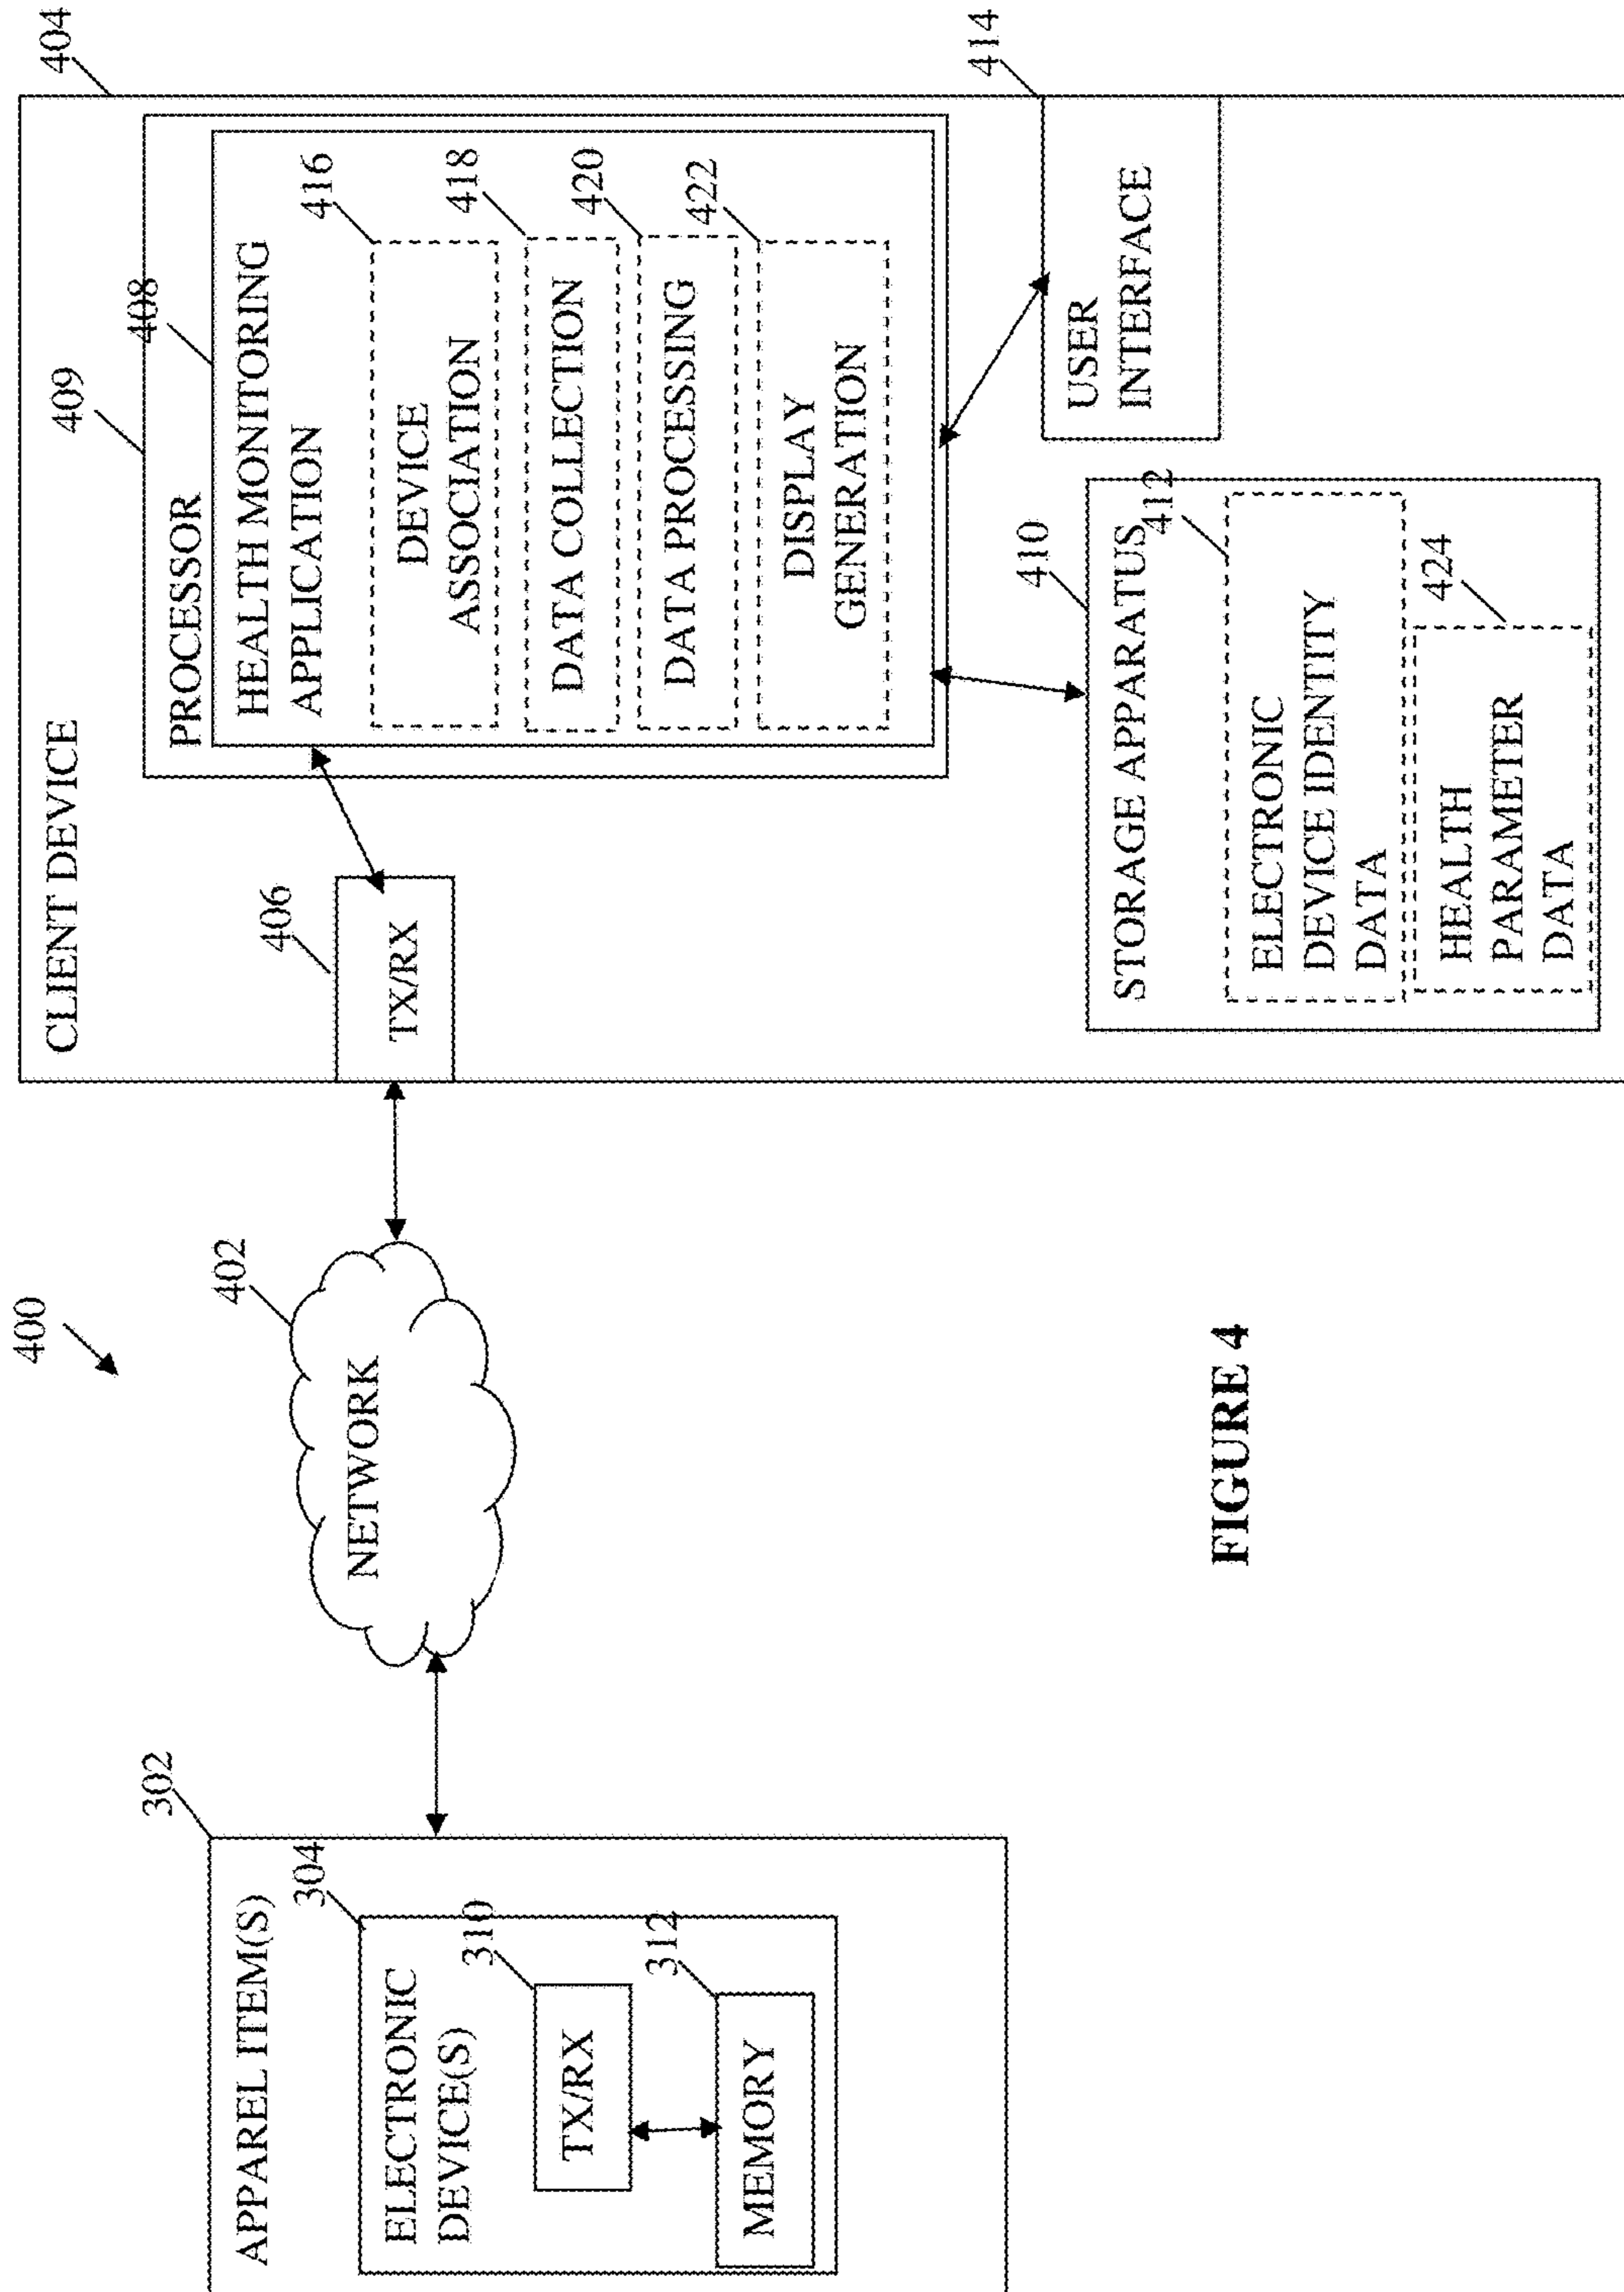 400
302
APPAREL ITEM(S)
304
ELECTRONIC
DEVICE(S)
310
TX/RX
312
MEMORY
402
NETWORK
404
CLIENT DEVICE
406
TX/RX
409
PROCESSOR
408
HEALTH MONITORING
APPLICATION
416
DEVICE
ASSOCIATION
418
DATA COLLECTION
420
DATA PROCESSING
422
DISPLAY
GENERATION
410
STORAGE APPARATUS
412
ELECTRONIC
DEVICE IDENTITY
DATA
424
HEALTH
PARAMETER
DATA
414
USER
INTERFACE
FIGURE 4